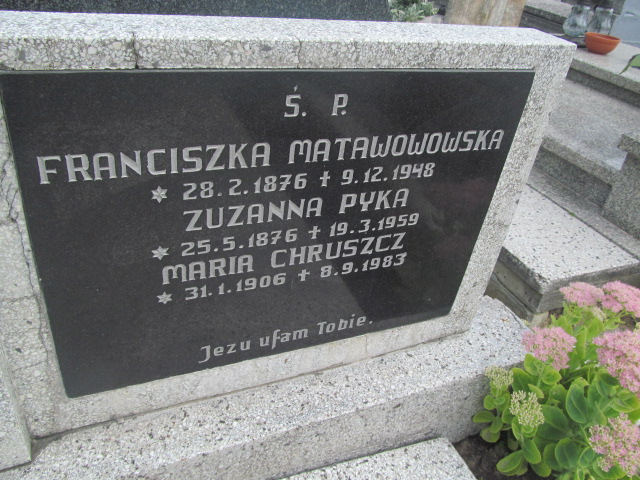 Ś. P.
FRANCISZKA MATAWOWOWSKA
* 28.2.1876 + 9.12.1948
ZUZANNA PYKA
* 25.5.1876 + 19.3.1959
MARIA CHRUSZCZ
* 31.1.1906 + 8.9.1983
Jezu ufam Tobie.